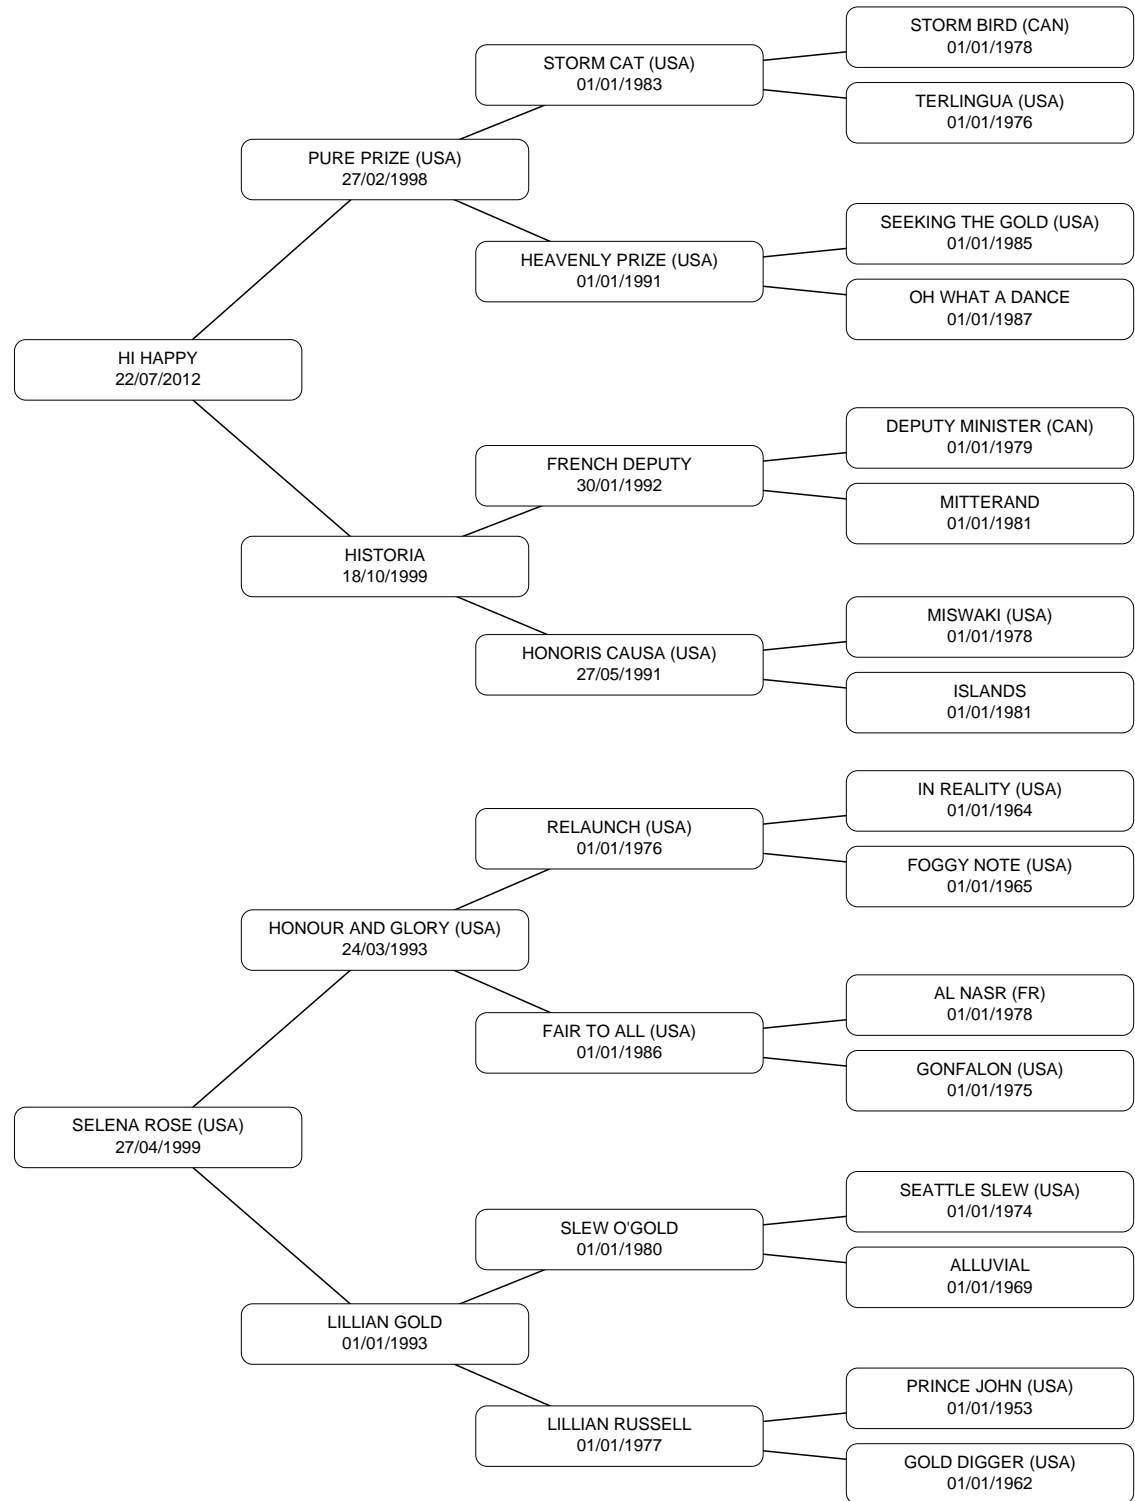 STORM BIRD (CAN)
01/01/1978
STORM CAT (USA)
01/01/1983
TERLINGUA (USA)
01/01/1976
PURE PRIZE (USA)
27/02/1998
SEEKING THE GOLD (USA)
01/01/1985
HEAVENLY PRIZE (USA)
01/01/1991
OH WHAT A DANCE
01/01/1987
HI HAPPY
22/07/2012
DEPUTY MINISTER (CAN)
01/01/1979
FRENCH DEPUTY
30/01/1992
MITTERAND
01/01/1981
HISTORIA
18/10/1999
MISWAKI (USA)
01/01/1978
HONORIS CAUSA (USA)
27/05/1991
ISLANDS
01/01/1981
IN REALITY (USA)
01/01/1964
RELAUNCH (USA)
01/01/1976
FOGGY NOTE (USA)
01/01/1965
HONOUR AND GLORY (USA)
24/03/1993
AL NASR (FR)
01/01/1978
FAIR TO ALL (USA)
01/01/1986
GONFALON (USA)
01/01/1975
SELENA ROSE (USA)
27/04/1999
SEATTLE SLEW (USA)
01/01/1974
SLEW O'GOLD
01/01/1980
ALLUVIAL
01/01/1969
LILLIAN GOLD
01/01/1993
PRINCE JOHN (USA)
01/01/1953
LILLIAN RUSSELL
01/01/1977
GOLD DIGGER (USA)
01/01/1962